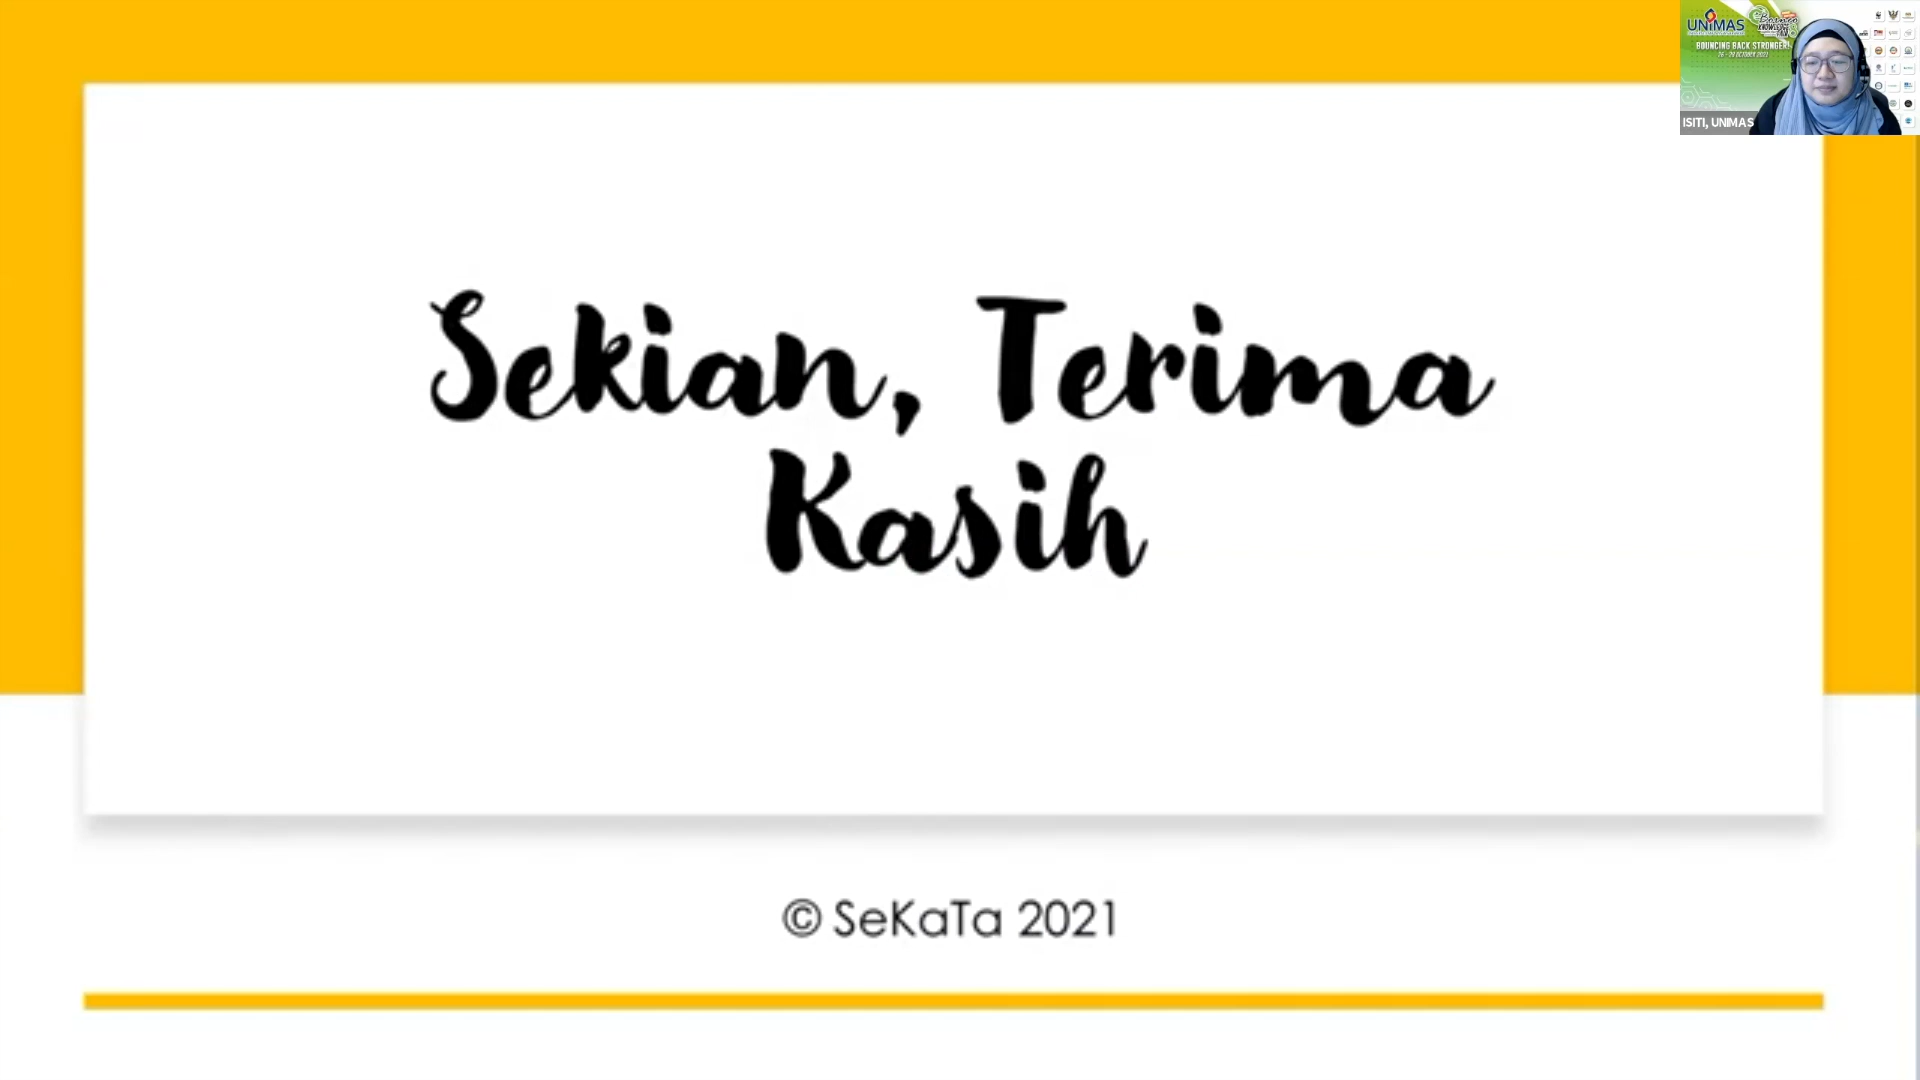 Sekian, Terima
Kasih
© SeKaTa 2021
UNIMAS
BOUNCING BACK STRONGER!
ISITI, UNIMAS